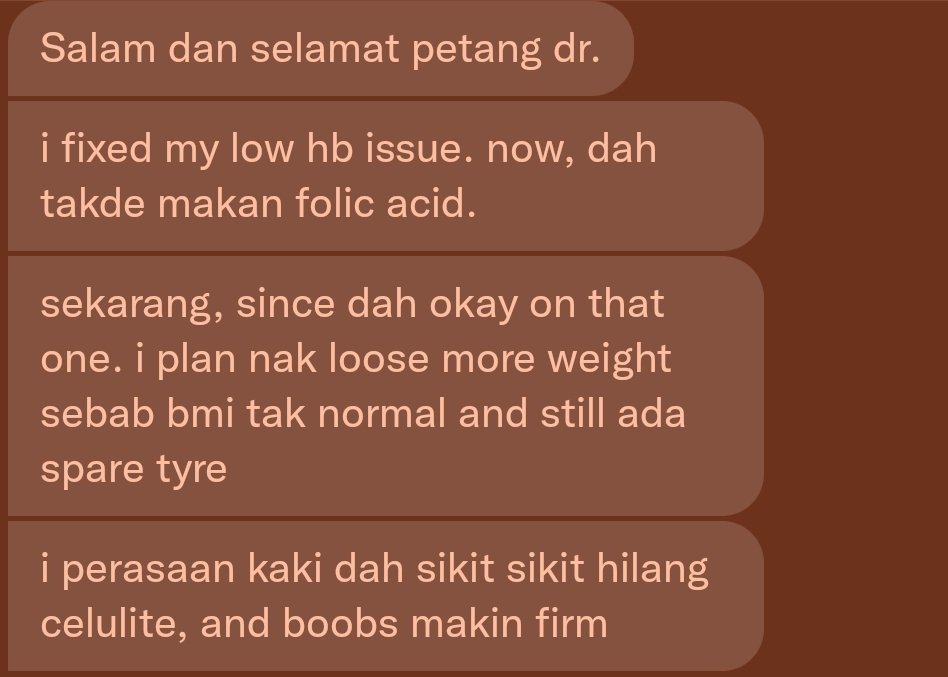 Salam dan selamat petang dr.
i fixed my low hb issue. now, dah
takde makan folic acid.
sekarang, since dah okay on that
one. i plan nak loose more weight
sebab bmi tak normal and still ada
spare tyre
i perasaan kaki dah sikit sikit hilang
celulite, and boobs makin firm